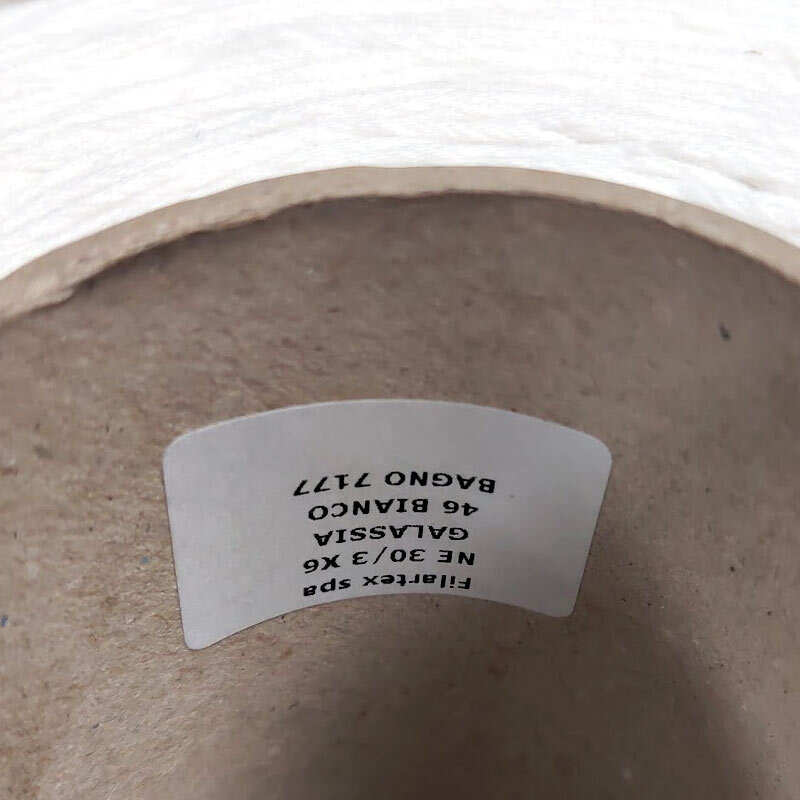 Filartex spa
NE 30/3 X6
GALASSIA
46 BIANCO
BAGNO 7177